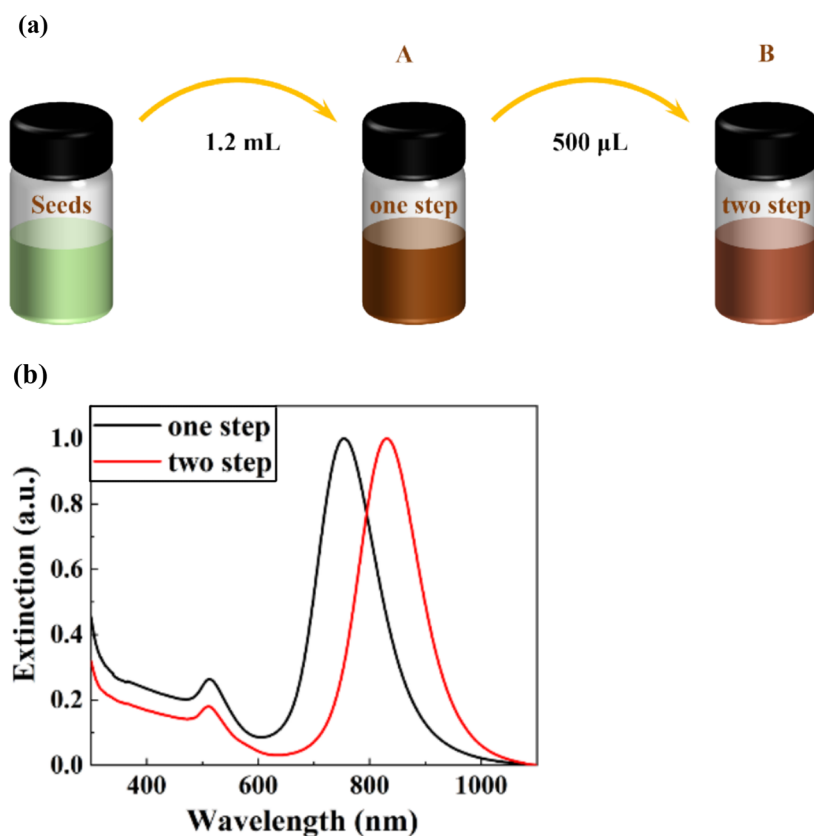 (a)
A
B
1.2 mL
500 μL
Seeds
one step
two step
(b)
one step
two step
1.0
0.8
0.6
0.4
0.2
0.0
Extinction (a.u.)
400
600
800
1000
Wavelength (nm)